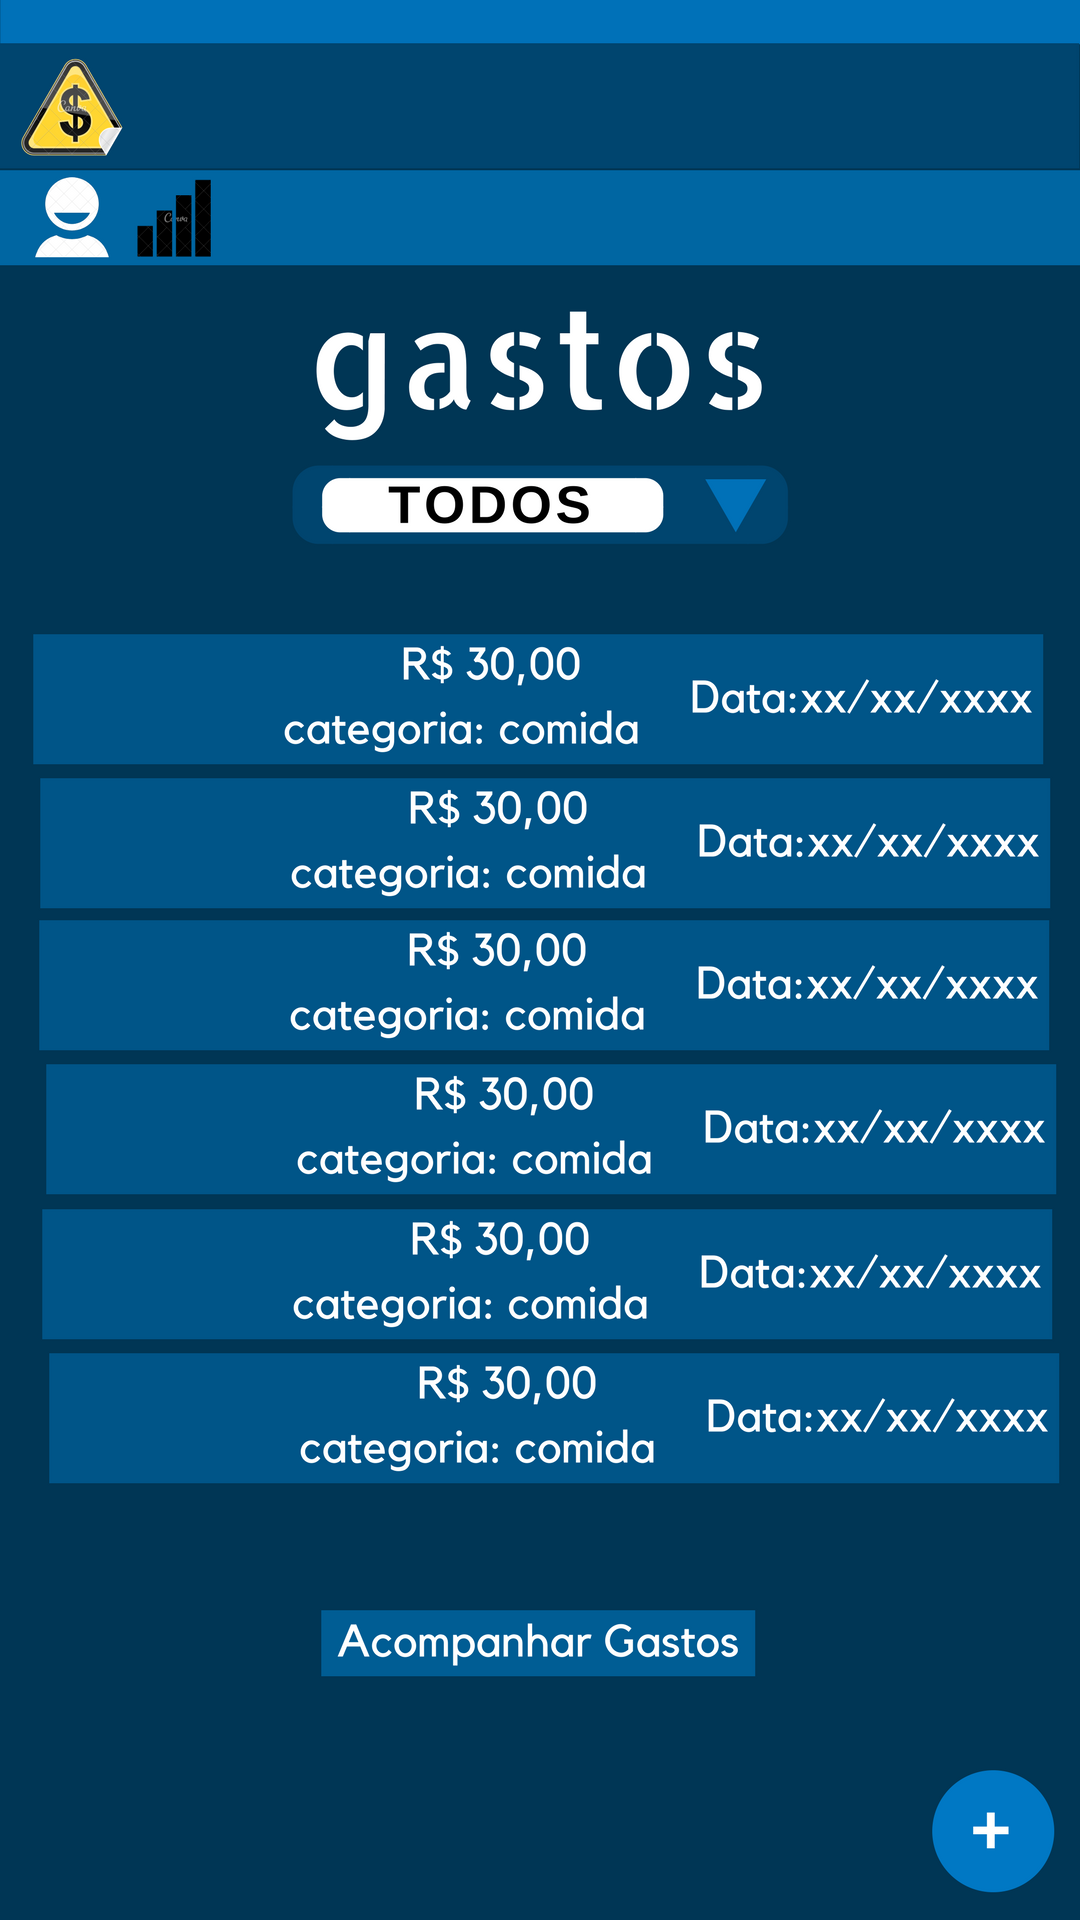 $
Canva
Canva
gastos
TODOS
R$ 30,00
categoria: comida
Data:xx/xx/xxxx
R$ 30,00
categoria: comida
Data:xx/xx/xxxx
R$ 30,00
categoria: comida
Data:xx/xx/xxxx
R$ 30,00
categoria: comida
Data:xx/xx/xxxx
R$ 30,00
categoria: comida
Data:xx/xx/xxxx
R$ 30,00
categoria: comida
Data:xx/xx/xxxx
Acompanhar Gastos
+